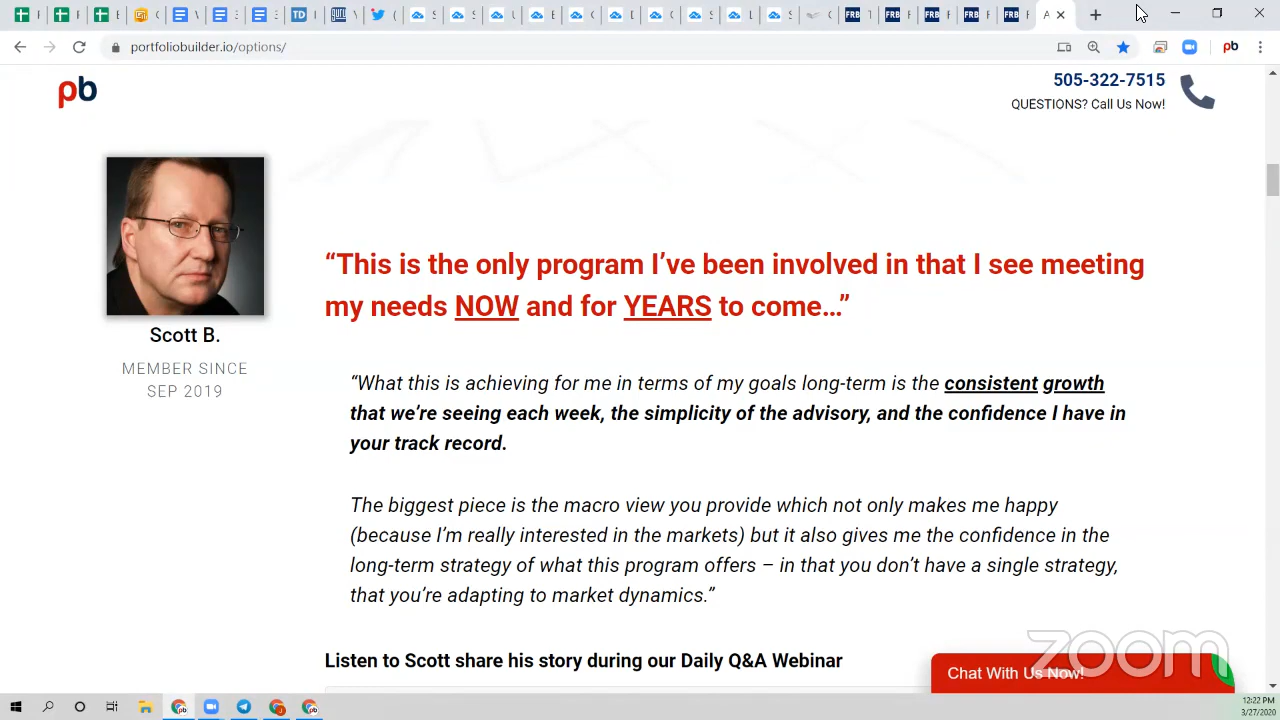 portfoliobuilder.io/options/
pb
pb
505-322-7515
QUESTIONS? Call Us Now!
Scott B.
MEMBER SINCE
SEP 2019
“This is the only program I’ve been involved in that I see meeting
my needs NOW and for YEARS to come…”
“What this is achieving for me in terms of my goals long-term is the consistent growth
that we’re seeing each week, the simplicity of the advisory, and the confidence I have in
your track record.
The biggest piece is the macro view you provide which not only makes me happy
(because I’m really interested in the markets) but it also gives me the confidence in the
long-term strategy of what this program offers – in that you don’t have a single strategy,
that you’re adapting to market dynamics.”
Listen to Scott share his story during our Daily Q&A Webinar
Chat With Us Now!
zoom
12:22 PM
3/27/2020